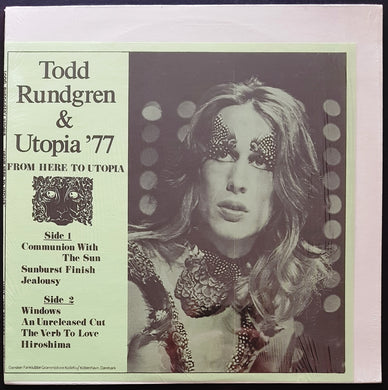 Todd
Rundgren
&
Utopia '77
FROM HERE TO UTOPIA
Side 1
Communion With
The Sun
Sunburst Finish
Jealousy
Side 2
Windows
An Unreleased Cut
The Verb To Love
Hiroshima